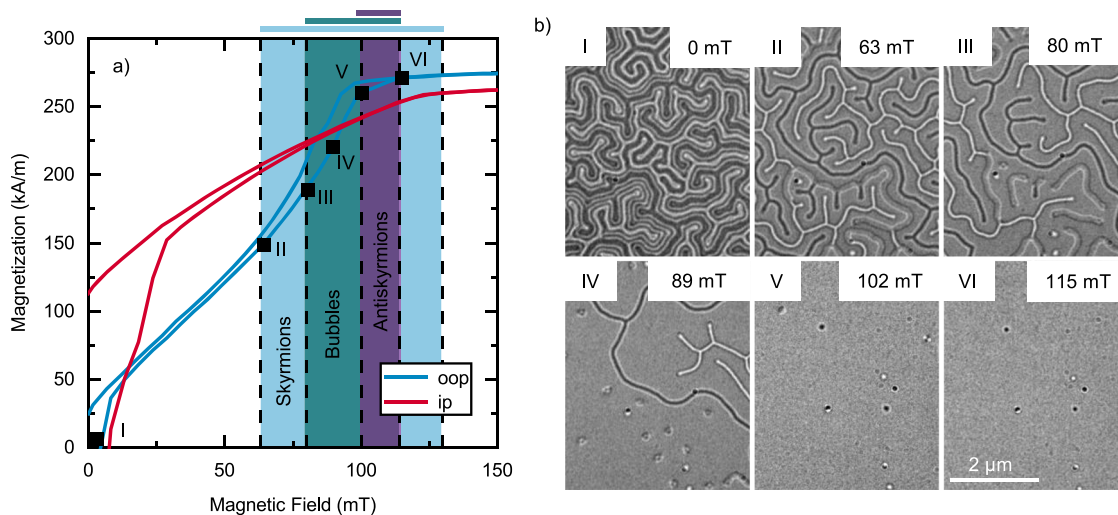 a)
300
250
200
150
100
50
0
Magnetization (kA/m)
0
50
100
150
Magnetic Field (mT)
I
II
III
IV
V
VI
Skyrmions
Bubbles
Antiskyrmions
oop
ip
b)
I 0 mT
II 63 mT
III 80 mT
IV 89 mT
V 102 mT
VI 115 mT
2 μm